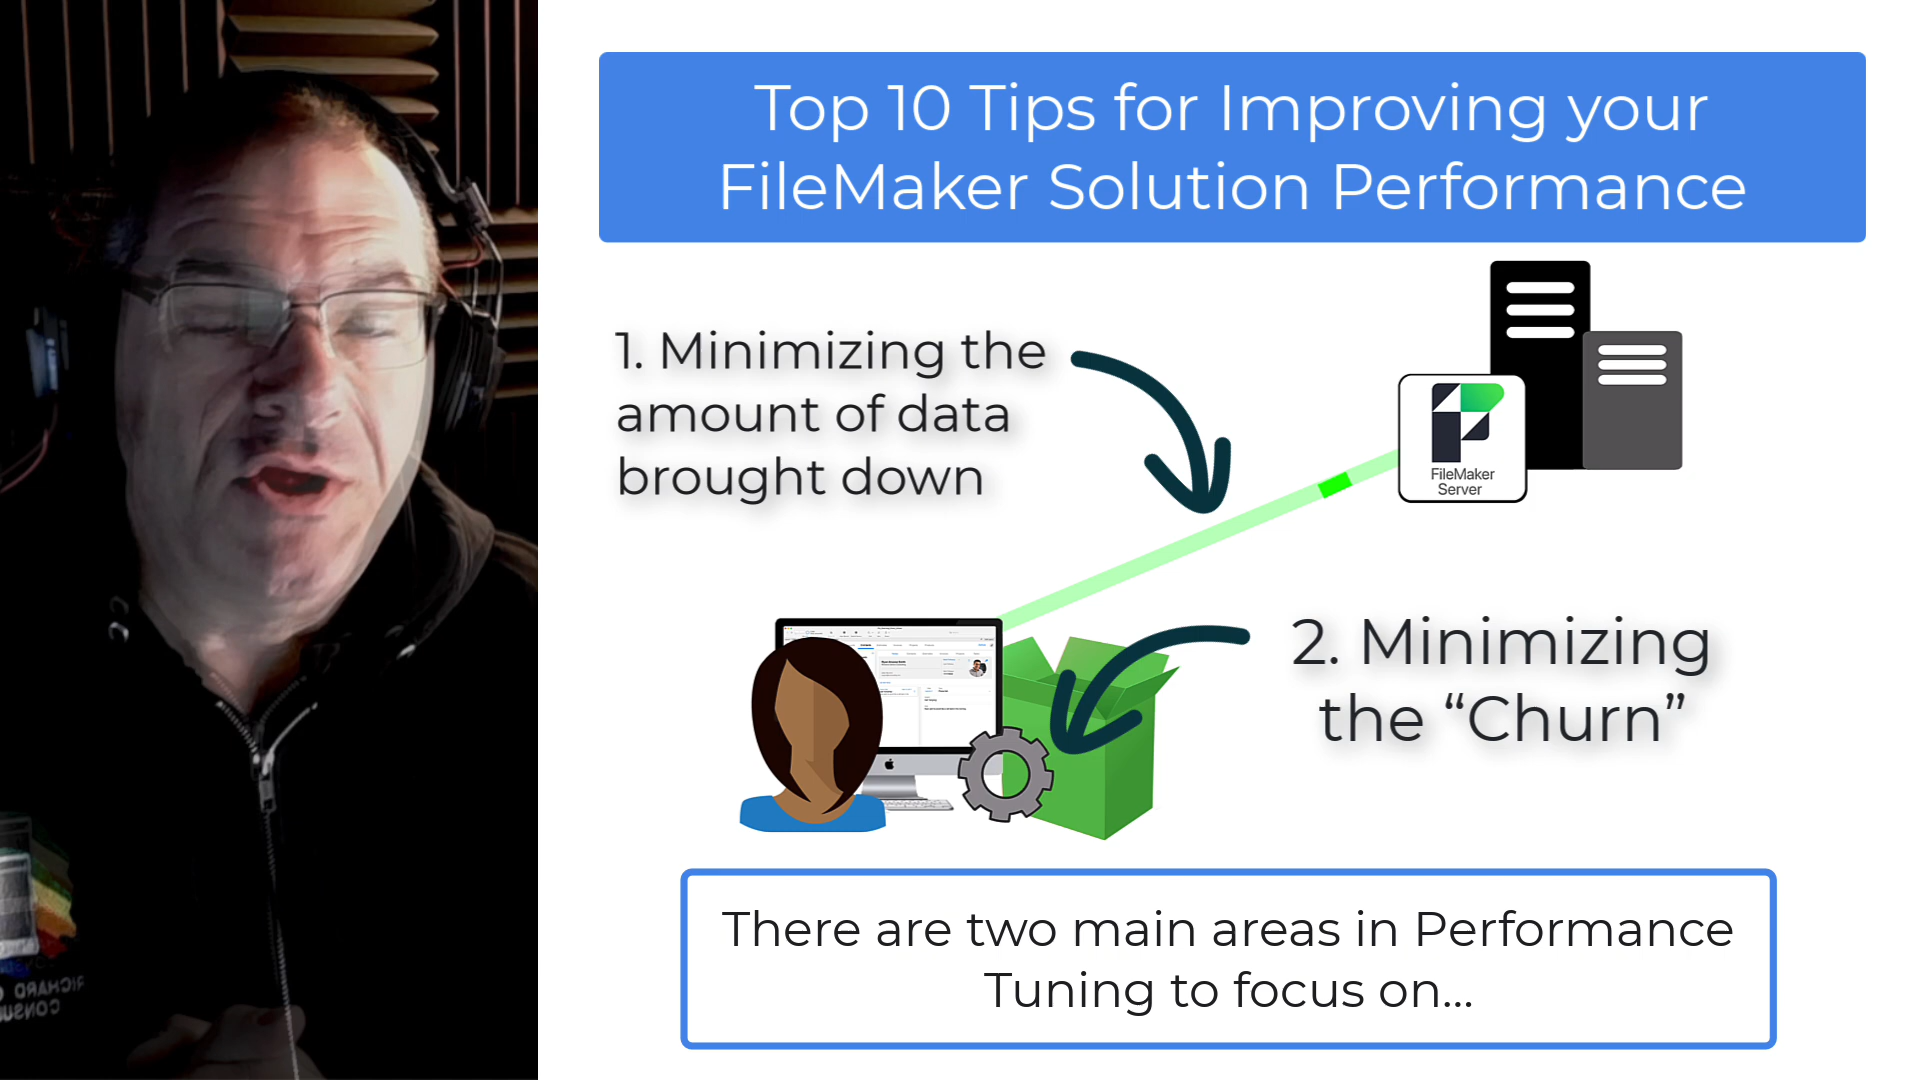 Top 10 Tips for Improving your
FileMaker Solution Performance
1. Minimizing the
amount of data
brought down
FileMaker
Server
2. Minimizing
the “Churn”
There are two main areas in Performance
Tuning to focus on...
RICHARD